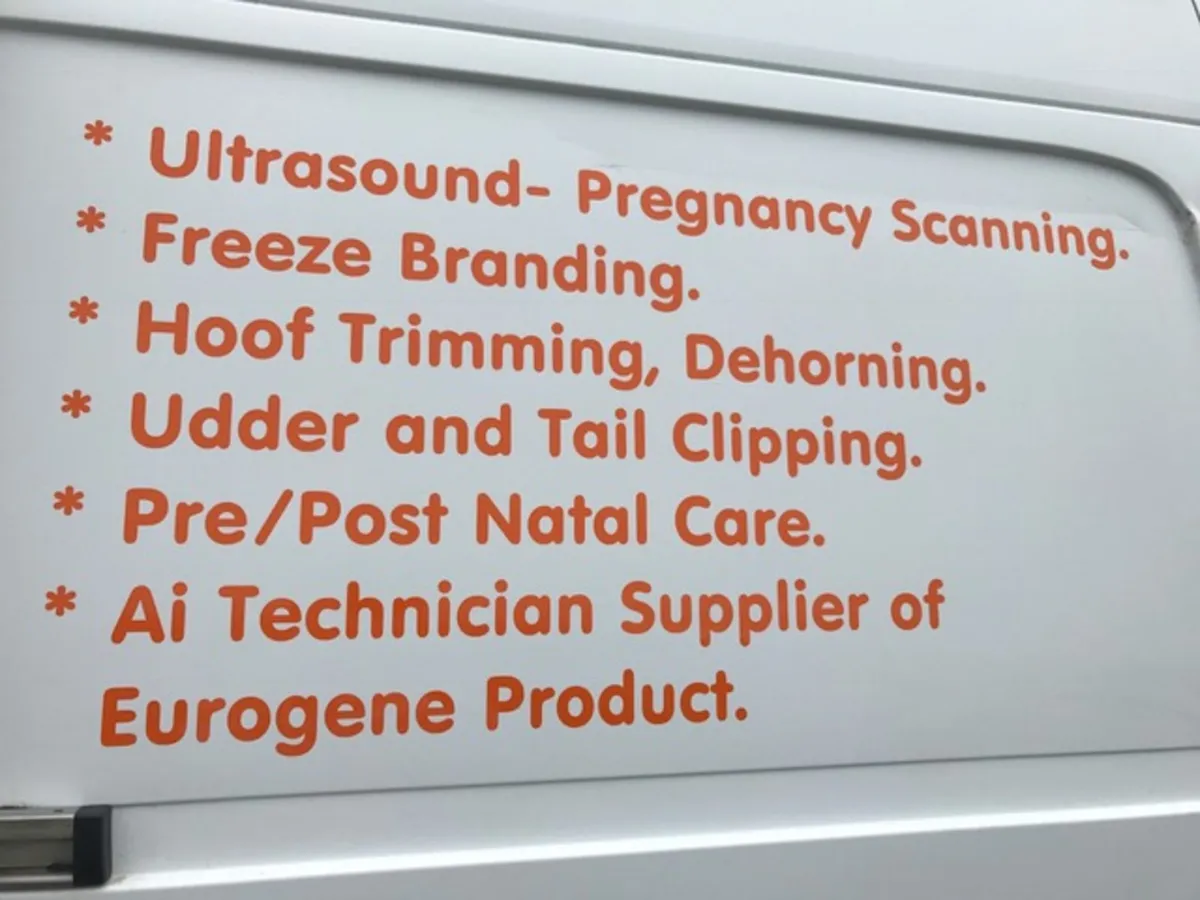 * Ultrasound- Pregnancy Scanning.
* Freeze Branding.
* Hoof Trimming, Dehorning.
* Udder and Tail Clipping.
* Pre/Post Natal Care.
* Ai Technician Supplier of
Eurogene Product.